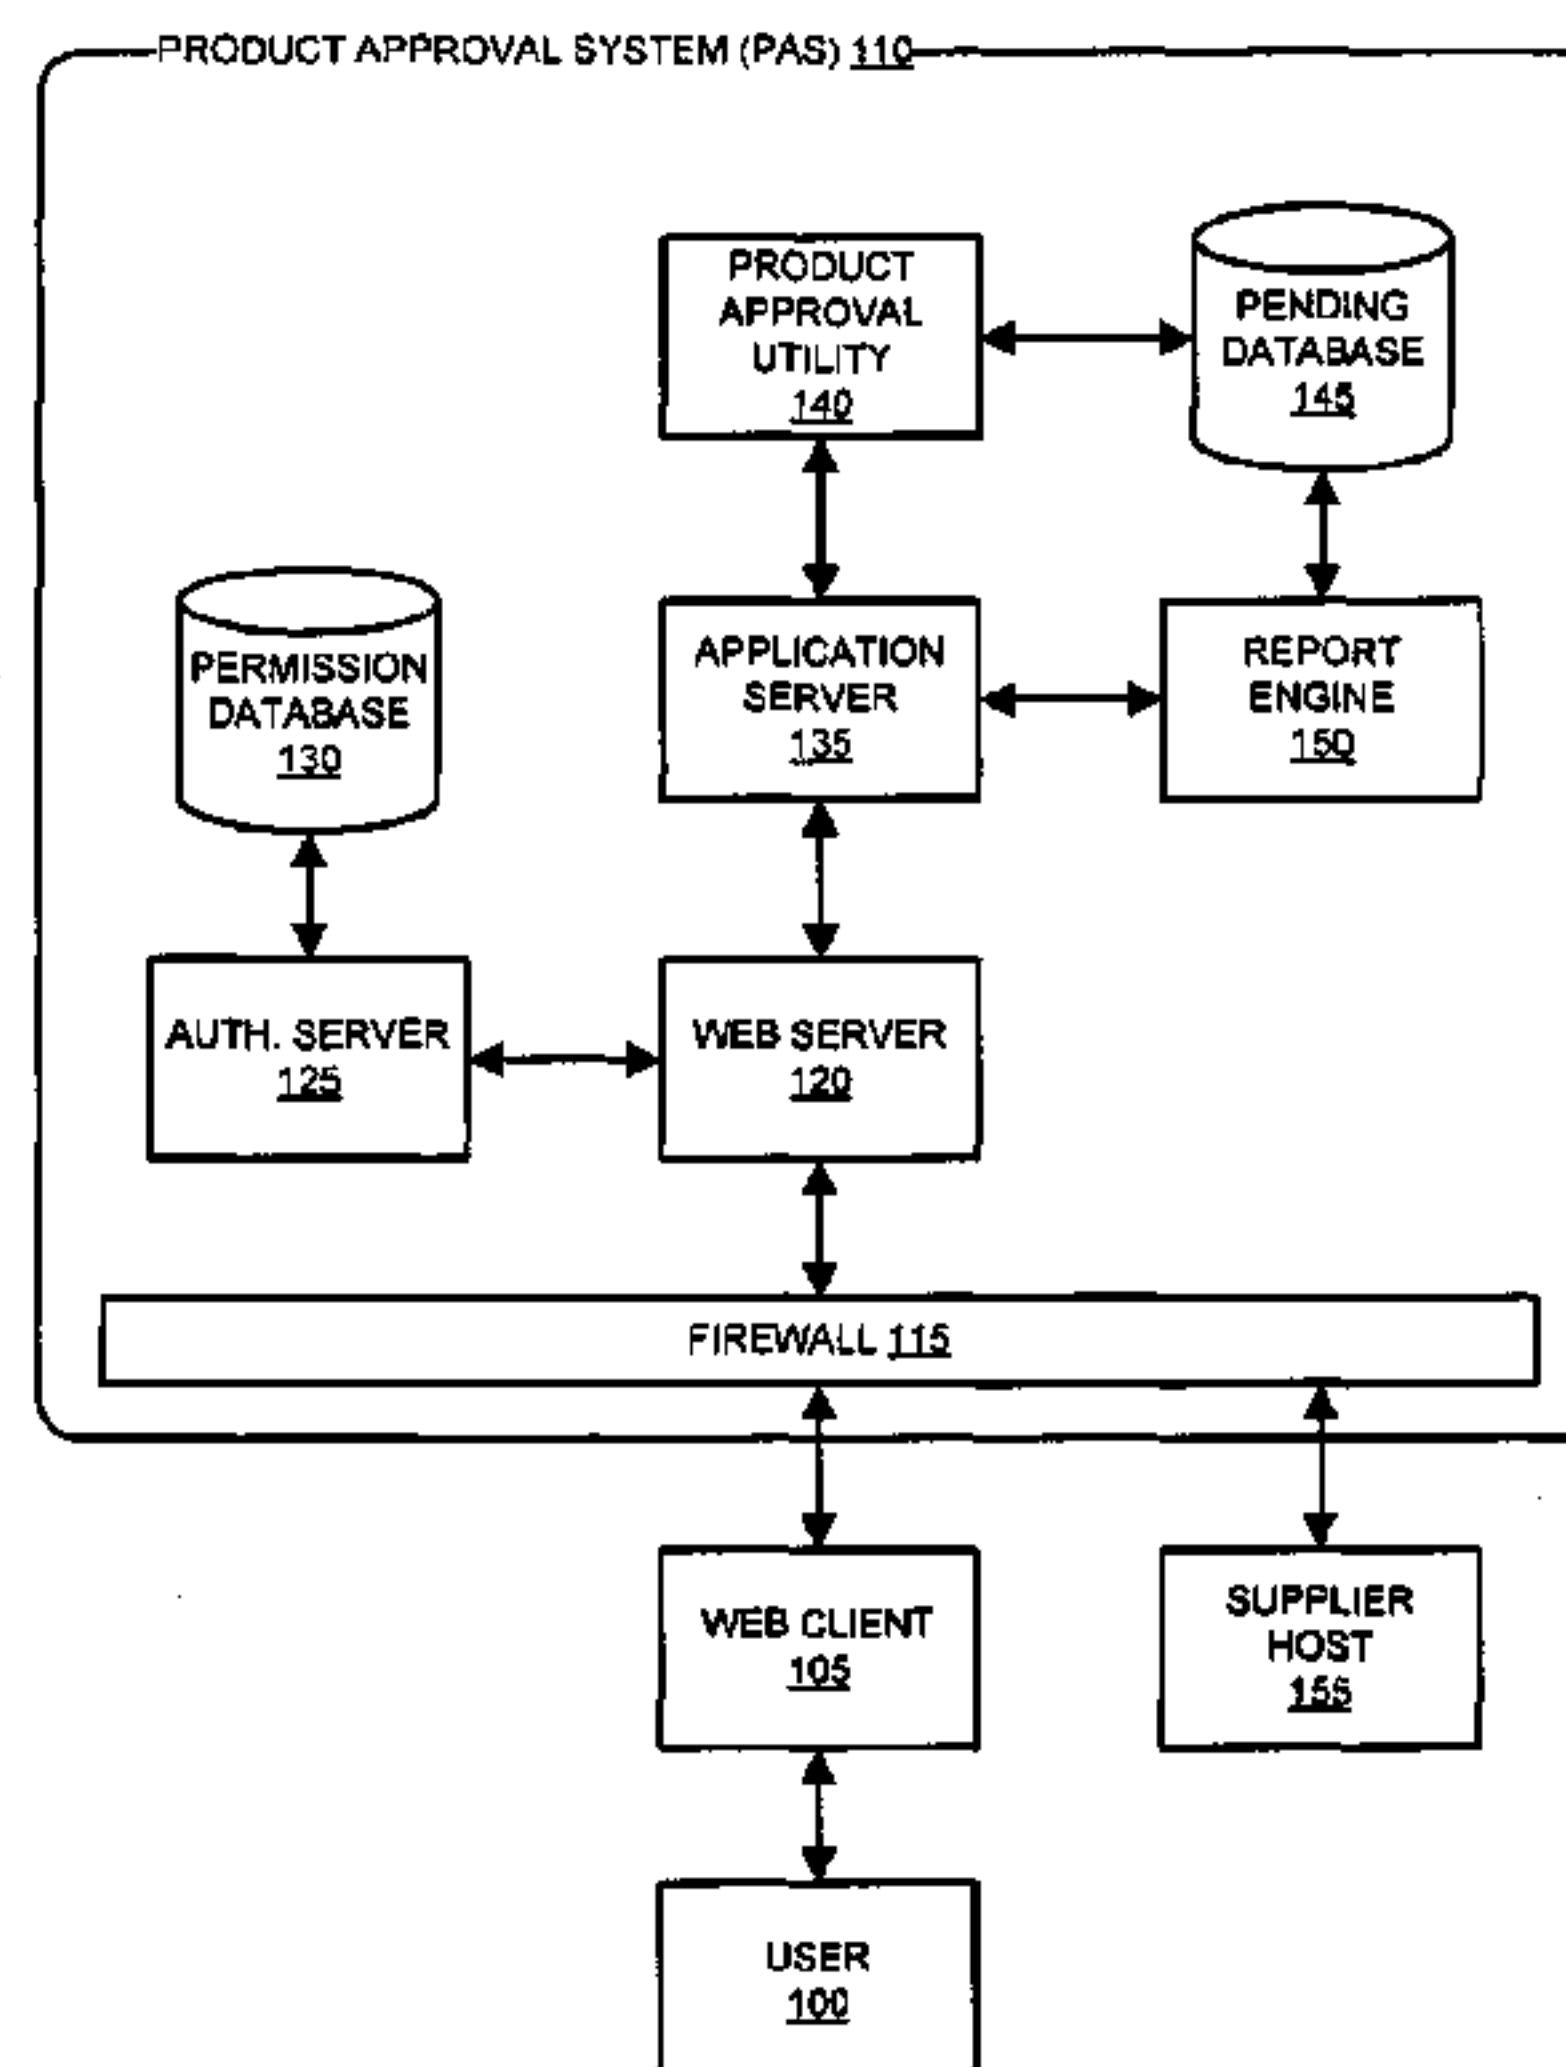 PRODUCT APPROVAL SYSTEM (PAS) 110
PRODUCT
APPROVAL
UTILITY
140
PENDING
DATABASE
145
PERMISSION
DATABASE
130
APPLICATION
SERVER
135
REPORT
ENGINE
150
AUTH. SERVER
125
WEB SERVER
120
FIREWALL 115
WEB CLIENT
105
SUPPLIER
HOST
155
USER
100